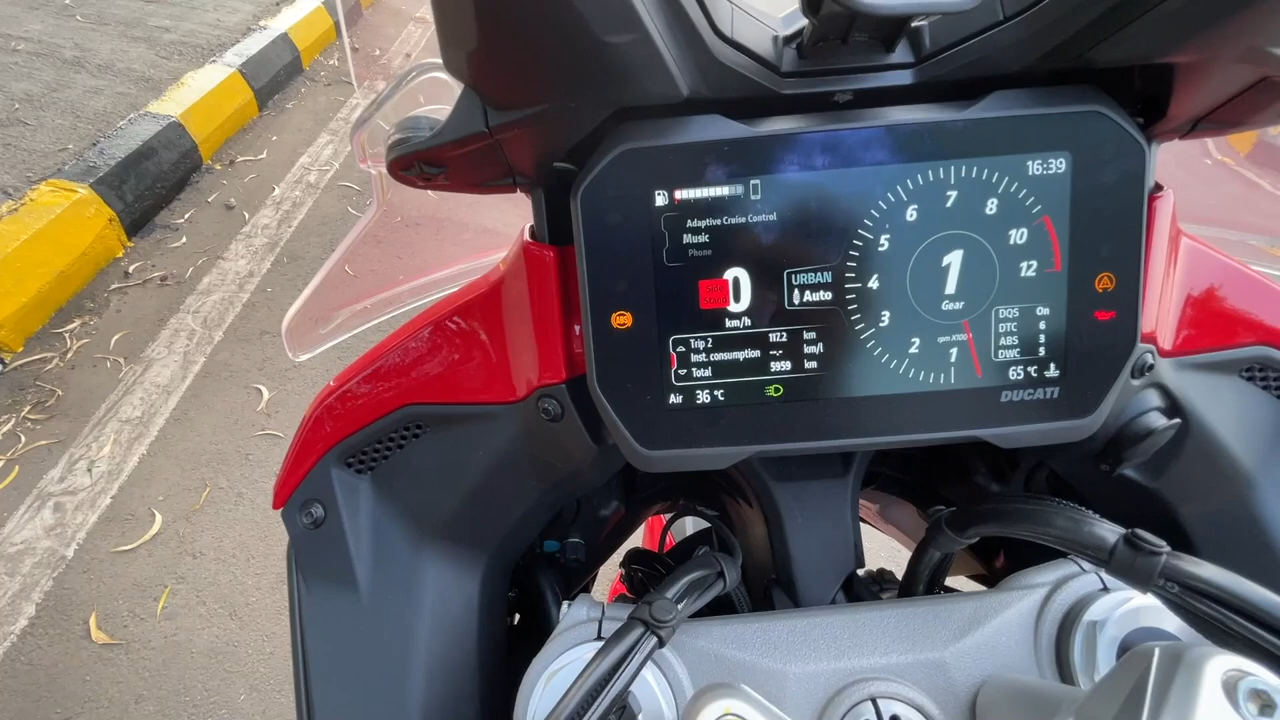 16:39
Adaptive Cruise Control
Music
Phone
Side
Stand
0
km/h
URBAN
Auto
Trip 2 117.2 km
Inst. consumption --.- km/l
Total 5959 km
Air 36 °C
1 2 3 4 5 6 7 8 10 12
1
Gear
rpm X1000
DQS On
DTC 6
ABS 3
DWC 5
65 °C
ABS
DUCATI